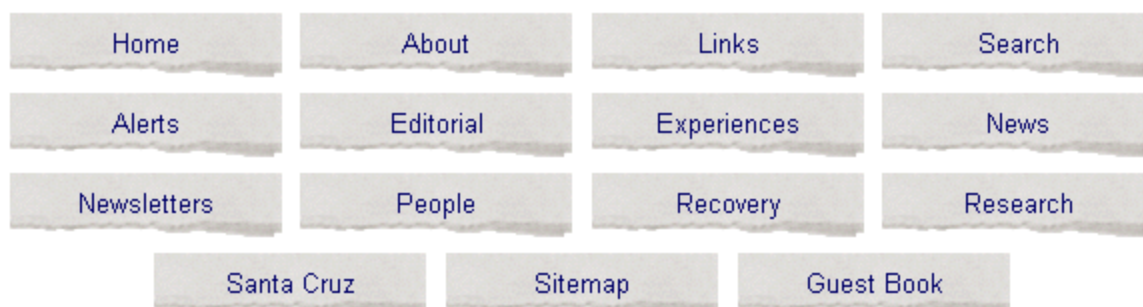 Home About Links Search
Alerts Editorial Experiences News
Newsletters People Recovery Research
Santa Cruz Sitemap Guest Book